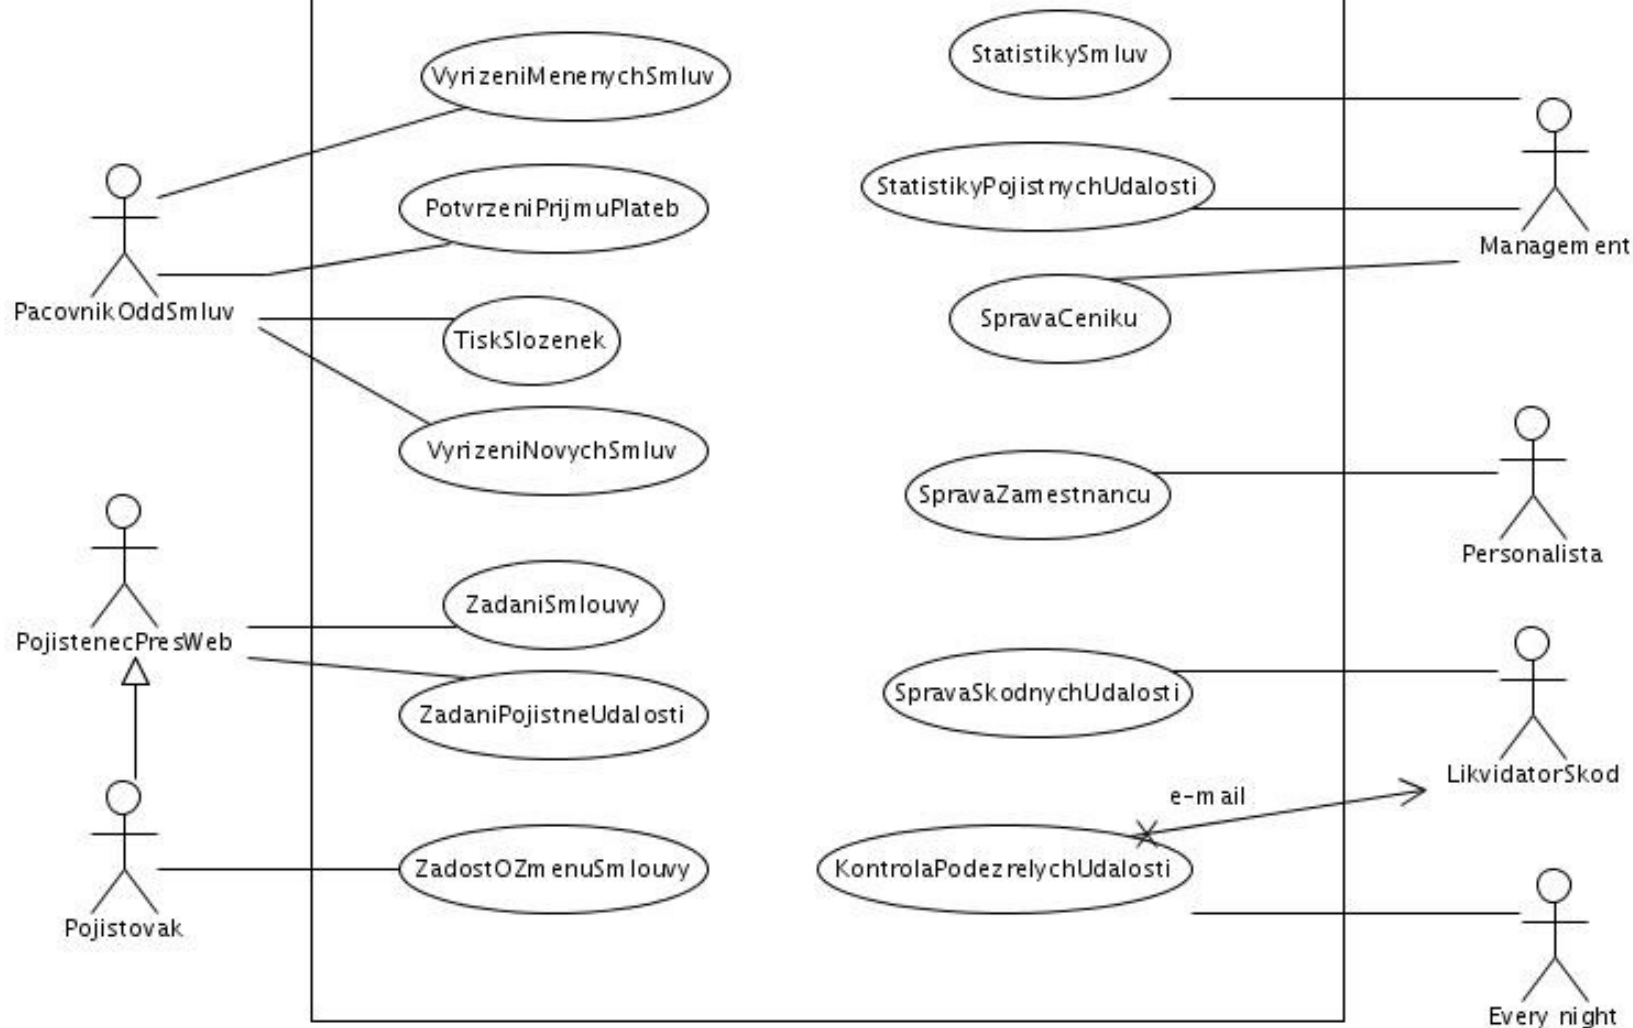 VyrizeniMenenychSmluv
StatistikySmluv
PotvrzeniPrijmuPlateb
StatistikyPojistnychUdalosti
Management
PacovnikOddSmluv
TiskSlozenek
SpravaCeniku
VyrizeniNovychSmluv
SpravaZamestnancu
Personalista
PojistenecPresWeb
ZadaniSmlouvy
ZadaniPojistneUdalosti
SpravaSkodnychUdalosti
LikvidatorSkod
e-mail
ZadostOZmenuSmlouvy
KontrolaPodezrelychUdalosti
Pojistovak
Every night